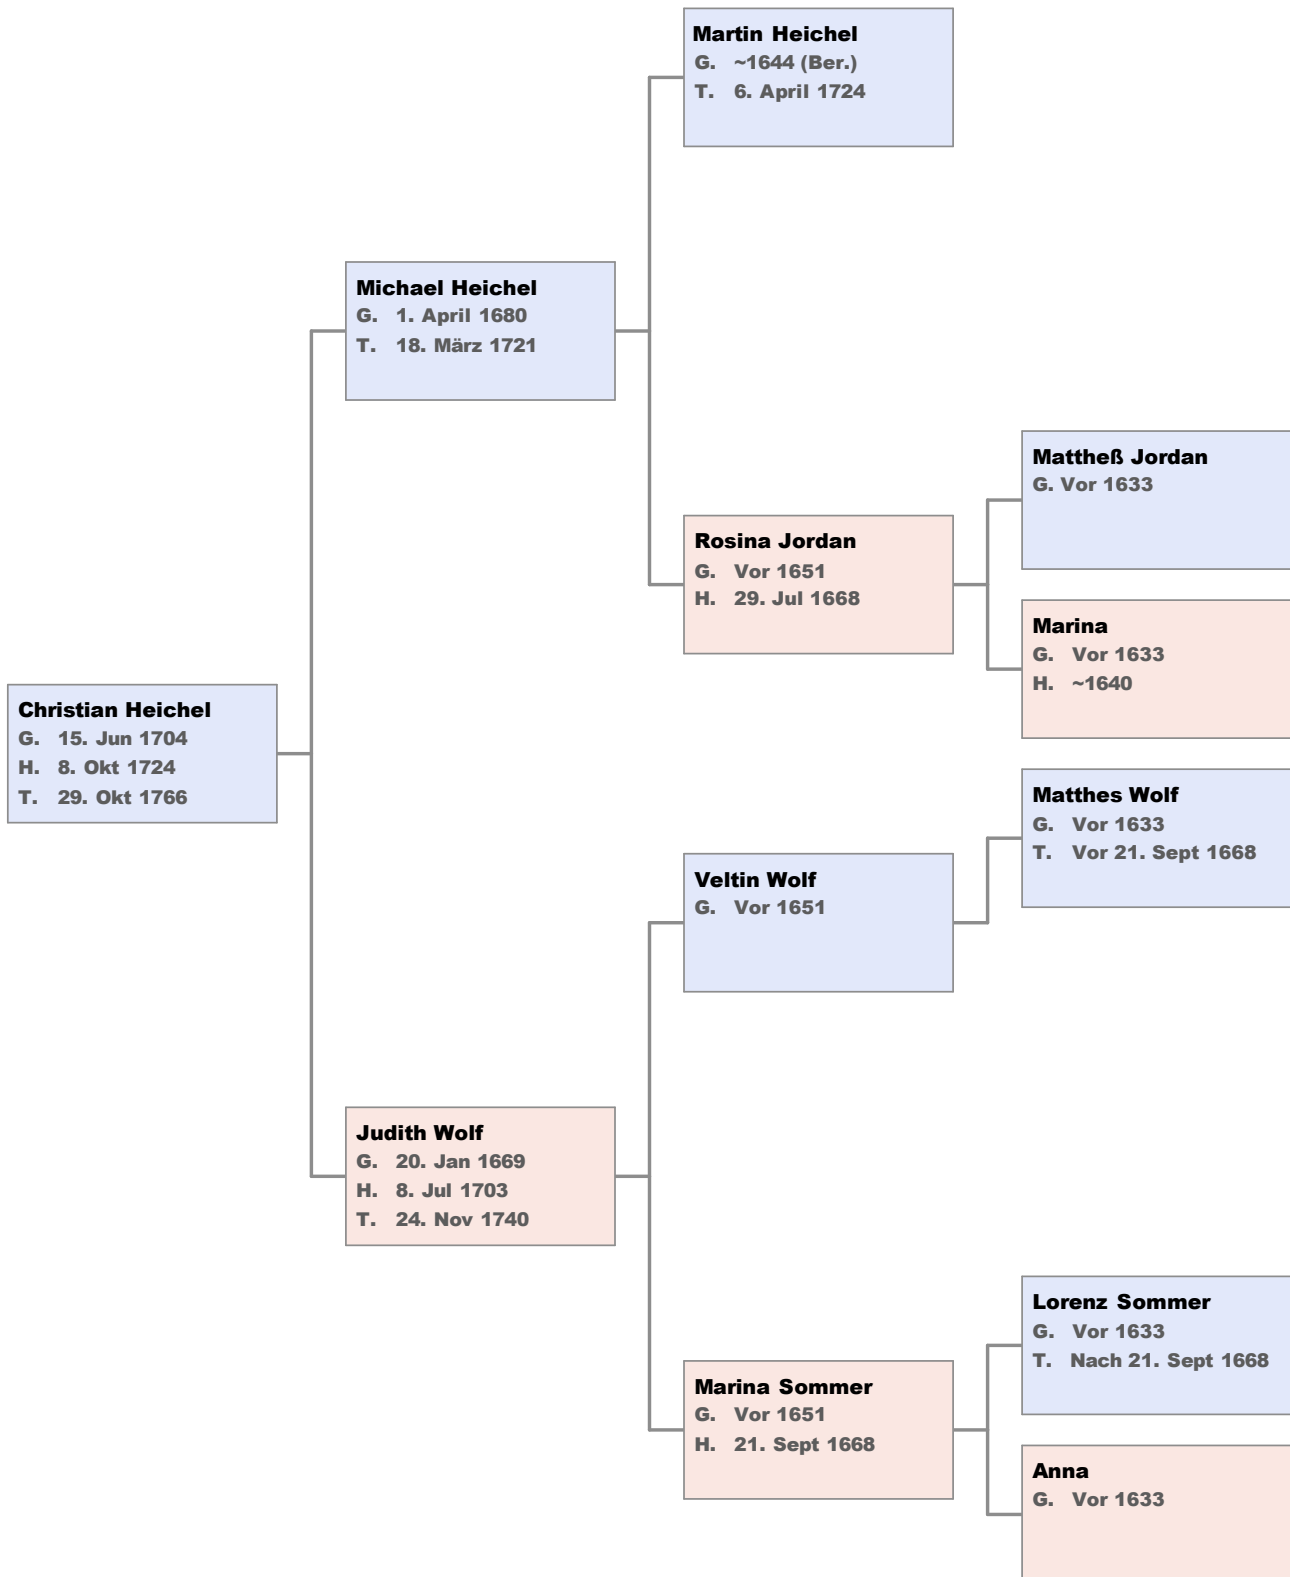 Martin Heichel
G. ~1644 (Ber.)
T. 6. April 1724
Michael Heichel
G. 1. April 1680
T. 18. März 1721
Mattheß Jordan
G. Vor 1633
Rosina Jordan
G. Vor 1651
H. 29. Jul 1668
Marina
G. Vor 1633
H. ~1640
Christian Heichel
G. 15. Jun 1704
H. 8. Okt 1724
T. 29. Okt 1766
Matthes Wolf
G. Vor 1633
T. Vor 21. Sept 1668
Veltin Wolf
G. Vor 1651
Judith Wolf
G. 20. Jan 1669
H. 8. Jul 1703
T. 24. Nov 1740
Lorenz Sommer
G. Vor 1633
T. Nach 21. Sept 1668
Marina Sommer
G. Vor 1651
H. 21. Sept 1668
Anna
G. Vor 1633